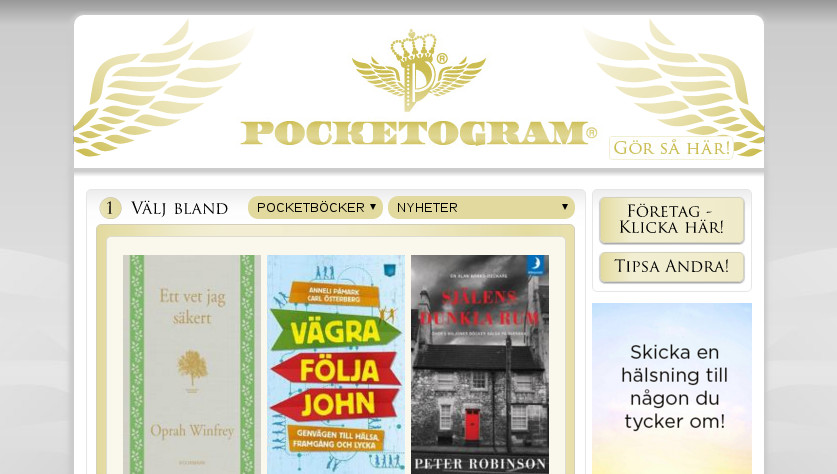 P®
POCKETOGRAM®
GÖR SÅ HÄR!
1 VÄLJ BLAND
POCKETBÖCKER
NYHETER
FÖRETAG -
KLICKA HÄR!
TIPSA ANDRA!
Ett vet jag
säkert
Oprah Winfrey
ANNELI PÅMARK
CARL ÖSTERBERG
VÄGRA
FÖLJA
JOHN
GENVÄGEN TILL HÄLSA,
FRAMGÅNG OCH LYCKA
SJÄLENS
DUNKLA RUM
PETER ROBINSON
Skicka en
hälsning till
någon du
tycker om!